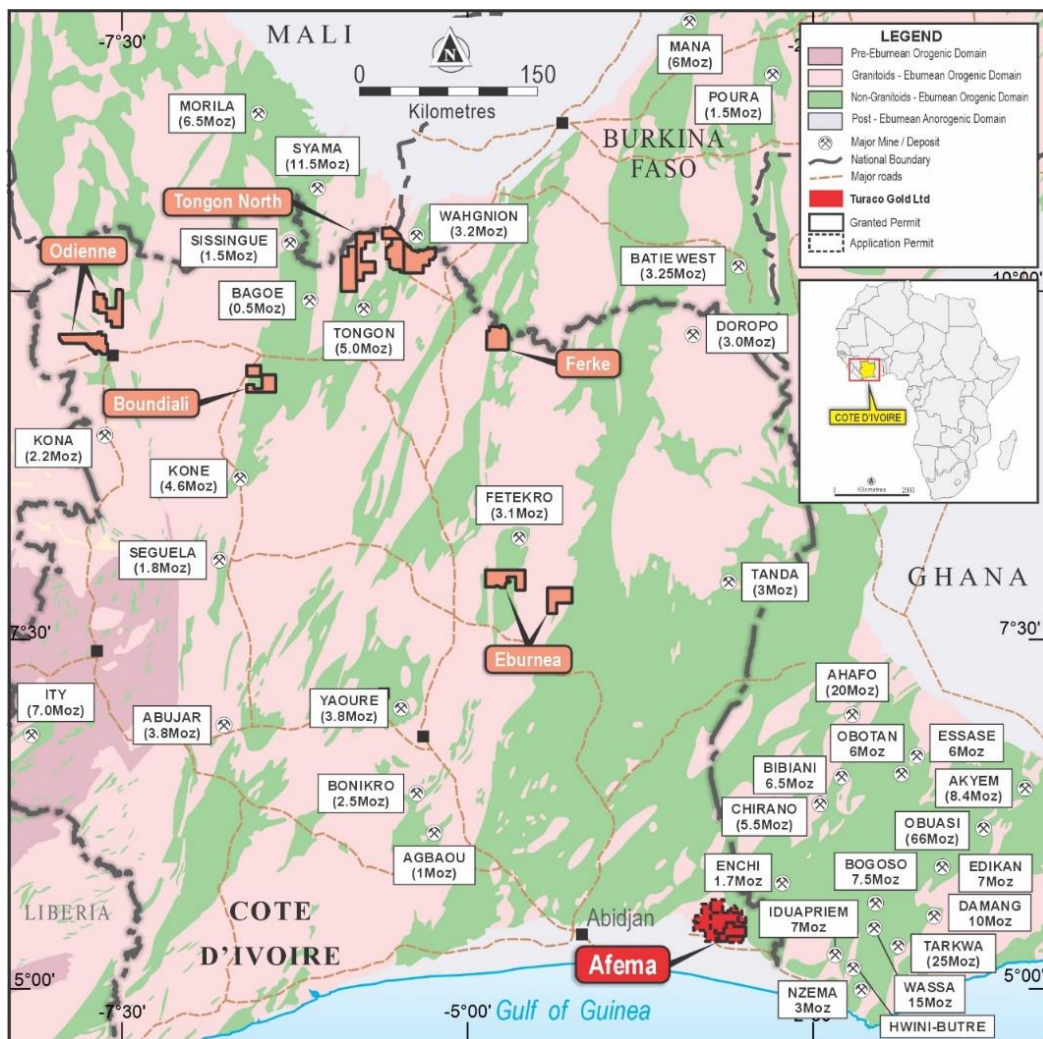 -7°30'
MALI
0
150
Kilometres
MANA
(6Moz)
POURA
(1.5Moz)
LEGEND
Pre-Eburnean Orogenic Domain
Granitoids - Eburnean Orogenic Domain
Non-Granitoids - Eburnean Orogenic Domain
Post - Eburnean Anorogenic Domain
Major Mine / Deposit
National Boundary
Major roads
Turaco Gold Ltd
Granted Permit
Application Permit
MORILA
(6.5Moz)
SYAMA
(11.5Moz)
BURKINA
FASO
Tongon North
WAHGNION
(3.2Moz)
SISSINGUE
(1.5Moz)
Odienne
BATIE WEST
(3.25Moz)
10°00'
BAGOE
(0.5Moz)
TONGON
(5.0Moz)
DOROPO
(3.0Moz)
Ferke
Boundiali
COTE D'IVOIRE
Kilometres
0
KONA
(2.2Moz)
KONE
(4.6Moz)
FETEKRO
(3.1Moz)
SEGUELA
(1.8Moz)
TANDA
(3Moz)
GHANA
7°30'
7°30'
Eburnea
ITY
(7.0Moz)
ABUJAR
(3.8Moz)
YAOURE
(3.8Moz)
AHAFO
(20Moz)
OBOTAN
6Moz
ESSASE
6Moz
BIBIANI
6.5Moz
AKYEM
(8.4Moz)
BONIKRO
(2.5Moz)
CHIRANO
(5.5Moz)
OBUASI
(66Moz)
AGBAOU
(1Moz)
ENCHI
1.7Moz
BOGOSO
7.5Moz
EDIKAN
7Moz
LIBERIA
COTE
D'IVOIRE
Abidjan
IDUAPRIEM
7Moz
DAMANG
10Moz
Afema
TARKWA
(25Moz)
5°00'
5°00'
NZEMA
3Moz
WASSA
15Moz
HWINI-BUTRE
Gulf of Guinea
-7°30'
-5°00'